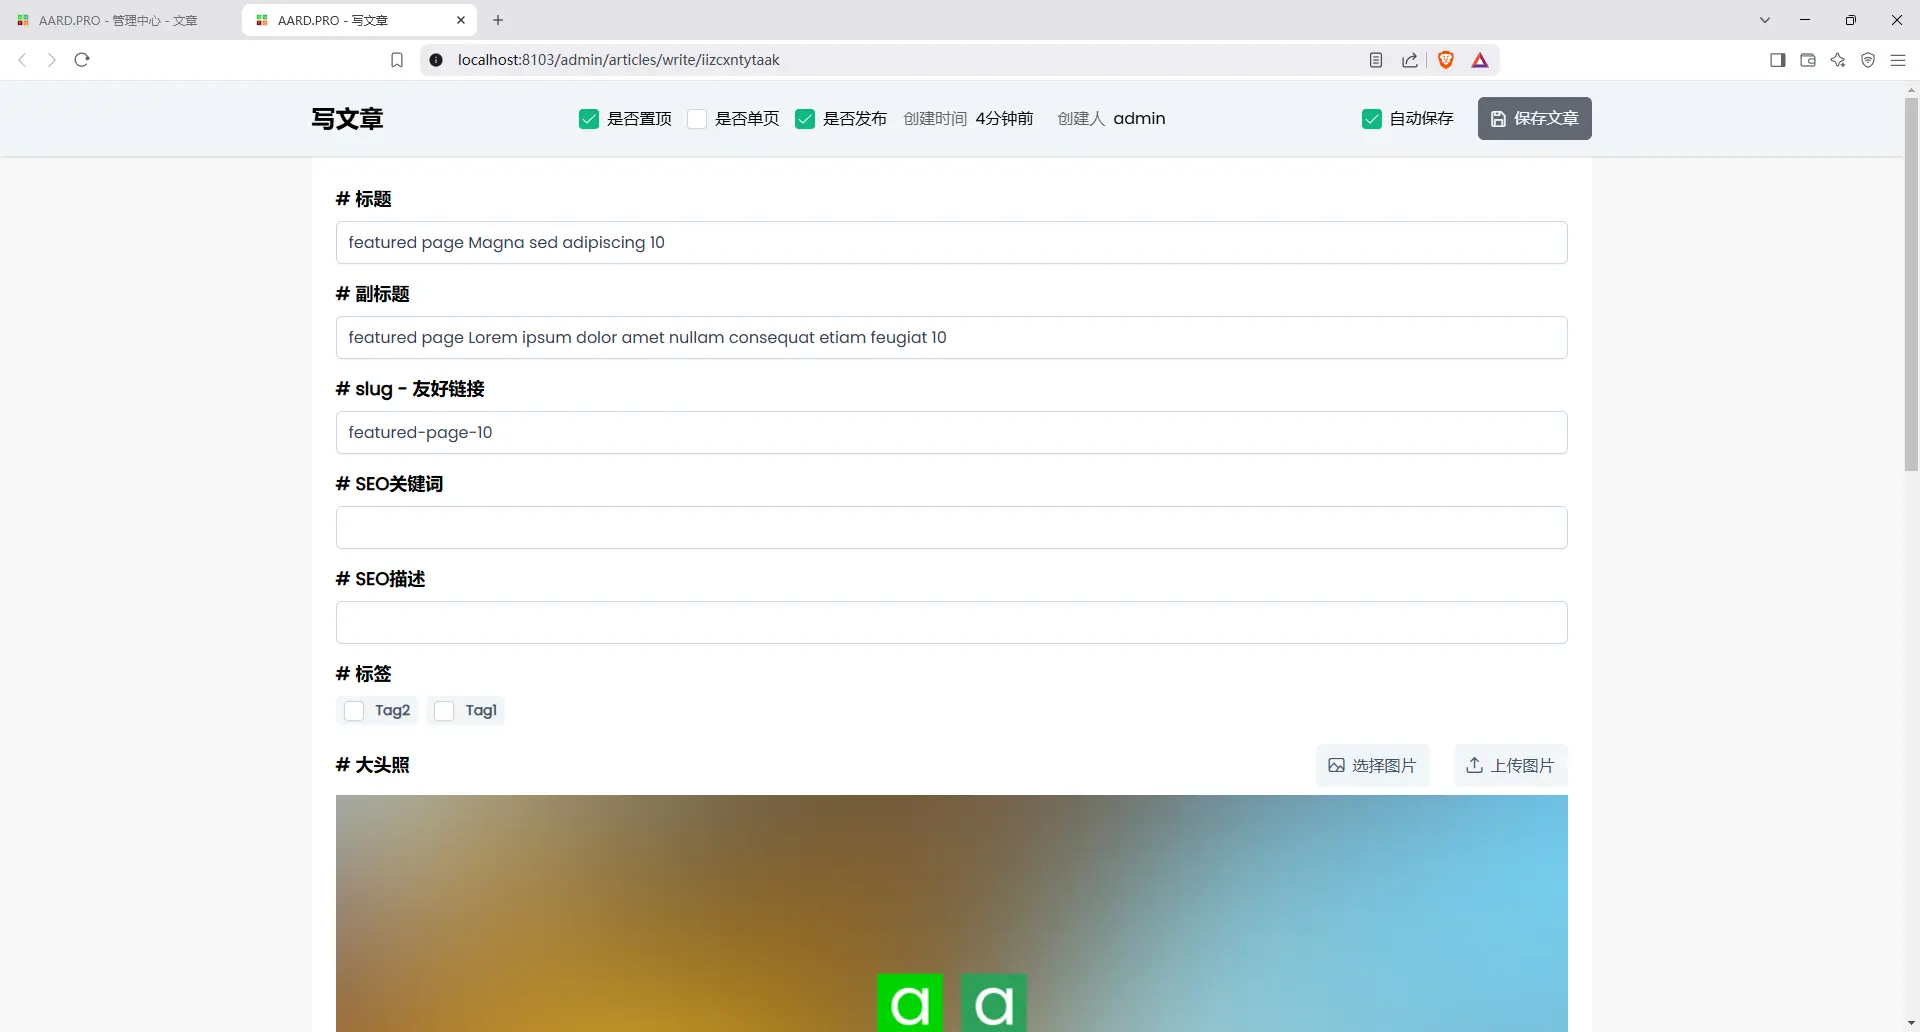 AARD.PRO - 管理中心 - 文章
AARD.PRO - 写文章
localhost:8103/admin/articles/write/iizcxntytaak
写文章
是否置顶 是否单页 是否发布 创建时间 4分钟前 创建人 admin
自动保存 保存文章
# 标题
featured page Magna sed adipiscing 10
# 副标题
featured page Lorem ipsum dolor amet nullam consequat etiam feugiat 10
# slug - 友好链接
featured-page-10
# SEO关键词
# SEO描述
# 标签
Tag2 Tag1
# 大头照
选择图片 上传图片
a a